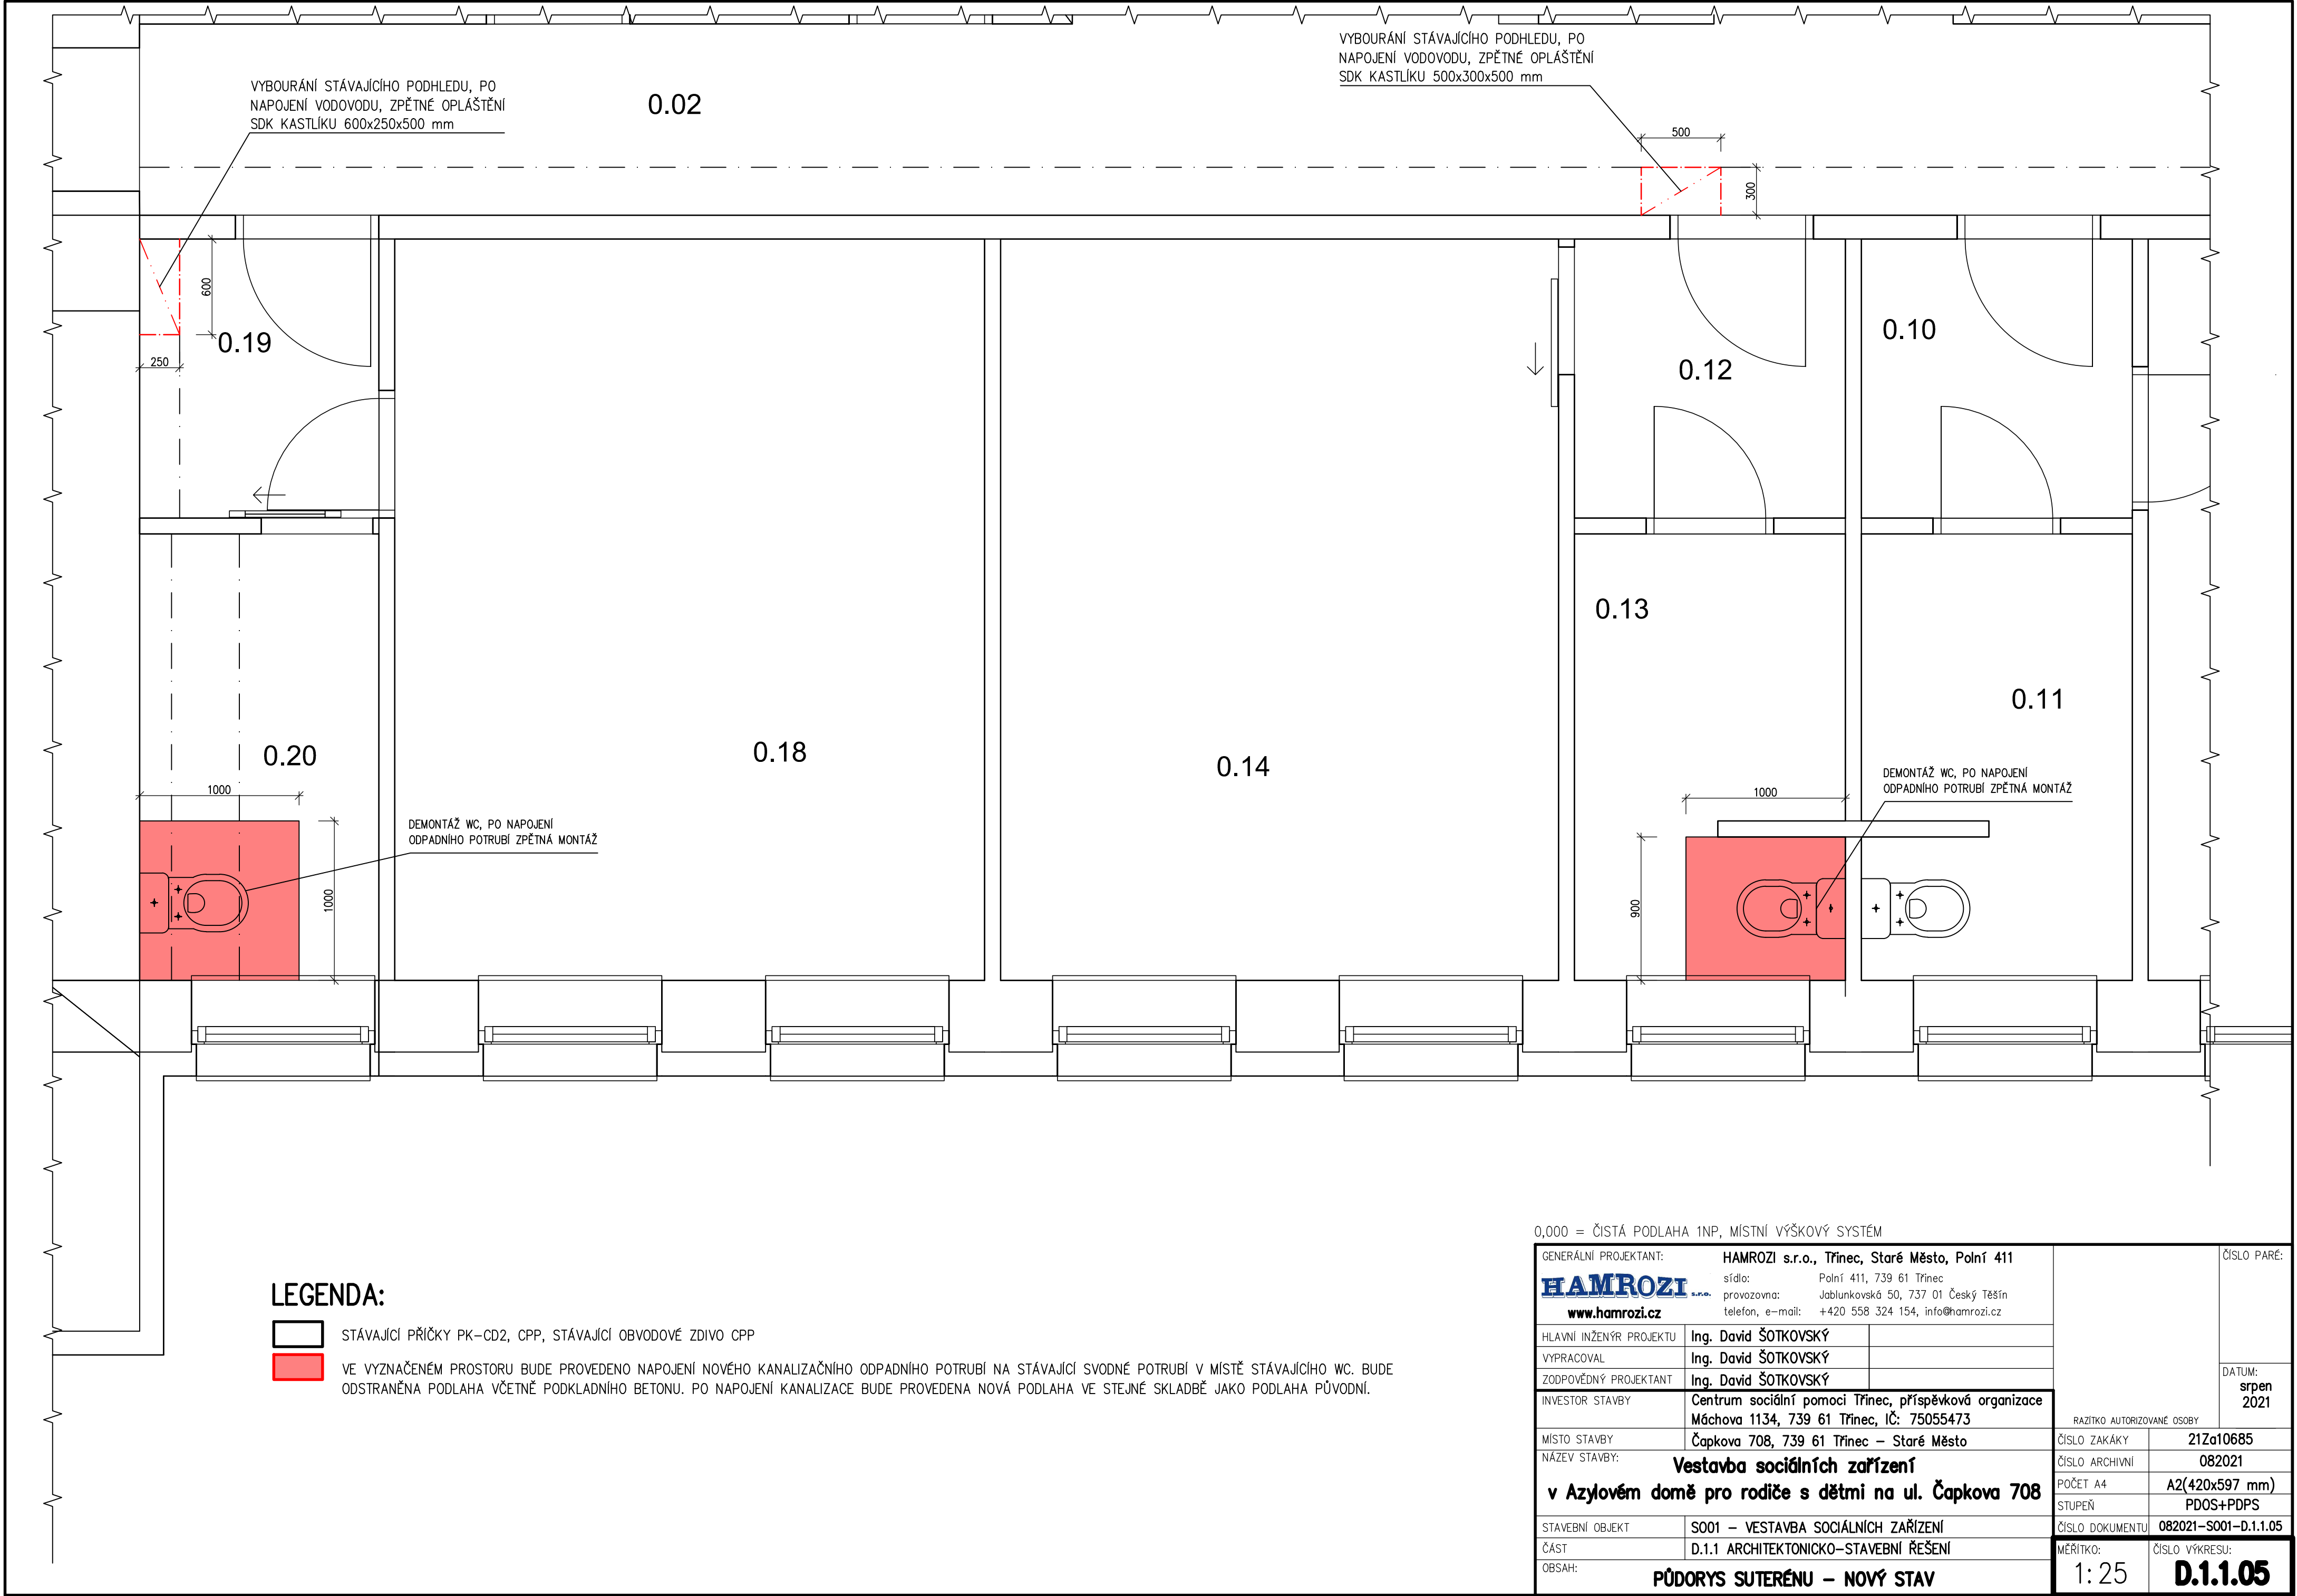 VYBOURÁNÍ STÁVAJÍCÍHO PODHLEDU, PO
NAPOJENÍ VODOVODU, ZPĚTNÉ OPLÁŠTĚNÍ
SDK KASTLÍKU 600x250x500 mm
0.02
VYBOURÁNÍ STÁVAJÍCÍHO PODHLEDU, PO
NAPOJENÍ VODOVODU, ZPĚTNÉ OPLÁŠTĚNÍ
SDK KASTLÍKU 500x300x500 mm
500
300
600
0.19
250
0.12
0.10
0.13
0.11
0.20
0.18
0.14
1000
1000
DEMONTÁŽ WC, PO NAPOJENÍ
ODPADNÍHO POTRUBÍ ZPĚTNÁ MONTÁŽ
1000
900
DEMONTÁŽ WC, PO NAPOJENÍ
ODPADNÍHO POTRUBÍ ZPĚTNÁ MONTÁŽ
LEGENDA:
STÁVAJÍCÍ PŘÍČKY PK-CD2, CPP, STÁVAJÍCÍ OBVODOVÉ ZDIVO CPP
VE VYZNAČENÉM PROSTORU BUDE PROVEDENO NAPOJENÍ NOVÉHO KANALIZAČNÍHO ODPADNÍHO POTRUBÍ NA STÁVAJÍCÍ SVODNÉ POTRUBÍ V MÍSTĚ STÁVAJÍCÍHO WC. BUDE
ODSTRANĚNA PODLAHA VČETNĚ PODKLADNÍHO BETONU. PO NAPOJENÍ KANALIZACE BUDE PROVEDENA NOVÁ PODLAHA VE STEJNÉ SKLADBĚ JAKO PODLAHA PŮVODNÍ.
0,000 = ČISTÁ PODLAHA 1NP, MÍSTNÍ VÝŠKOVÝ SYSTÉM
GENERÁLNÍ PROJEKTANT:
HAMROZI s.r.o.
www.hamrozi.cz
HAMROZI s.r.o., Třinec, Staré Město, Polní 411
sídlo: Polní 411, 739 61 Třinec
provozovna: Jablunkovská 50, 737 01 Český Těšín
telefon, e-mail: +420 558 324 154, info@hamrozi.cz
ČÍSLO PARÉ:
HLAVNÍ INŽENÝR PROJEKTU Ing. David ŠOTKOVSKÝ
VYPRACOVAL Ing. David ŠOTKOVSKÝ
ZODPOVĚDNÝ PROJEKTANT Ing. David ŠOTKOVSKÝ
INVESTOR STAVBY Centrum sociální pomoci Třinec, příspěvková organizace
Máchova 1134, 739 61 Třinec, IČ: 75055473
DATUM:
srpen
2021
RAZÍTKO AUTORIZOVANÉ OSOBY
MÍSTO STAVBY Čapkova 708, 739 61 Třinec - Staré Město
NÁZEV STAVBY:
Vestavba sociálních zařízení
v Azylovém domě pro rodiče s dětmi na ul. Čapkova 708
STAVEBNÍ OBJEKT SO01 - VESTAVBA SOCIÁLNÍCH ZAŘÍZENÍ
ČÁST D.1.1 ARCHITEKTONICKO-STAVEBNÍ ŘEŠENÍ
OBSAH: PŮDORYS SUTERÉNU - NOVÝ STAV
ČÍSLO ZAKÁKY 21Za10685
ČÍSLO ARCHIVNÍ 082021
POČET A4 A2(420x597 mm)
STUPEŇ PDOS+PDPS
ČÍSLO DOKUMENTU 082021-SO01-D.1.1.05
MĚŘÍTKO:
1:25
ČÍSLO VÝKRESU:
D.1.1.05